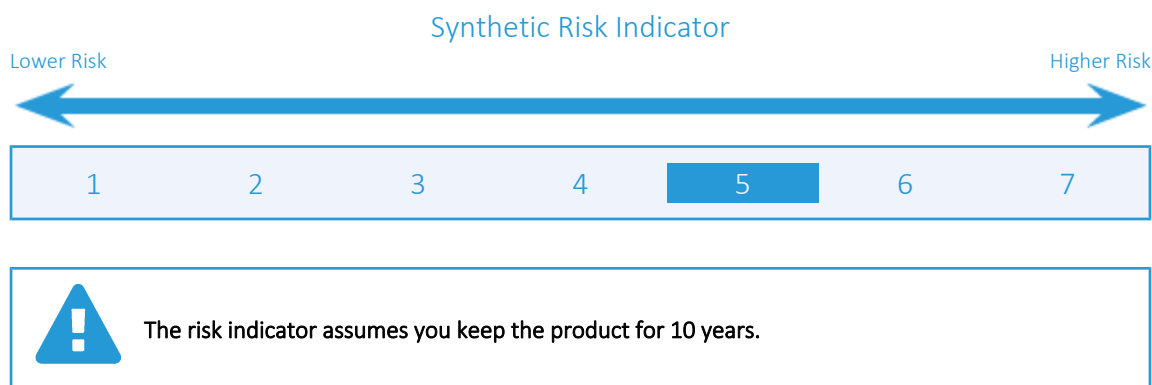 Synthetic Risk Indicator
Lower Risk Higher Risk
1 2 3 4 5 6 7
The risk indicator assumes you keep the product for 10 years.